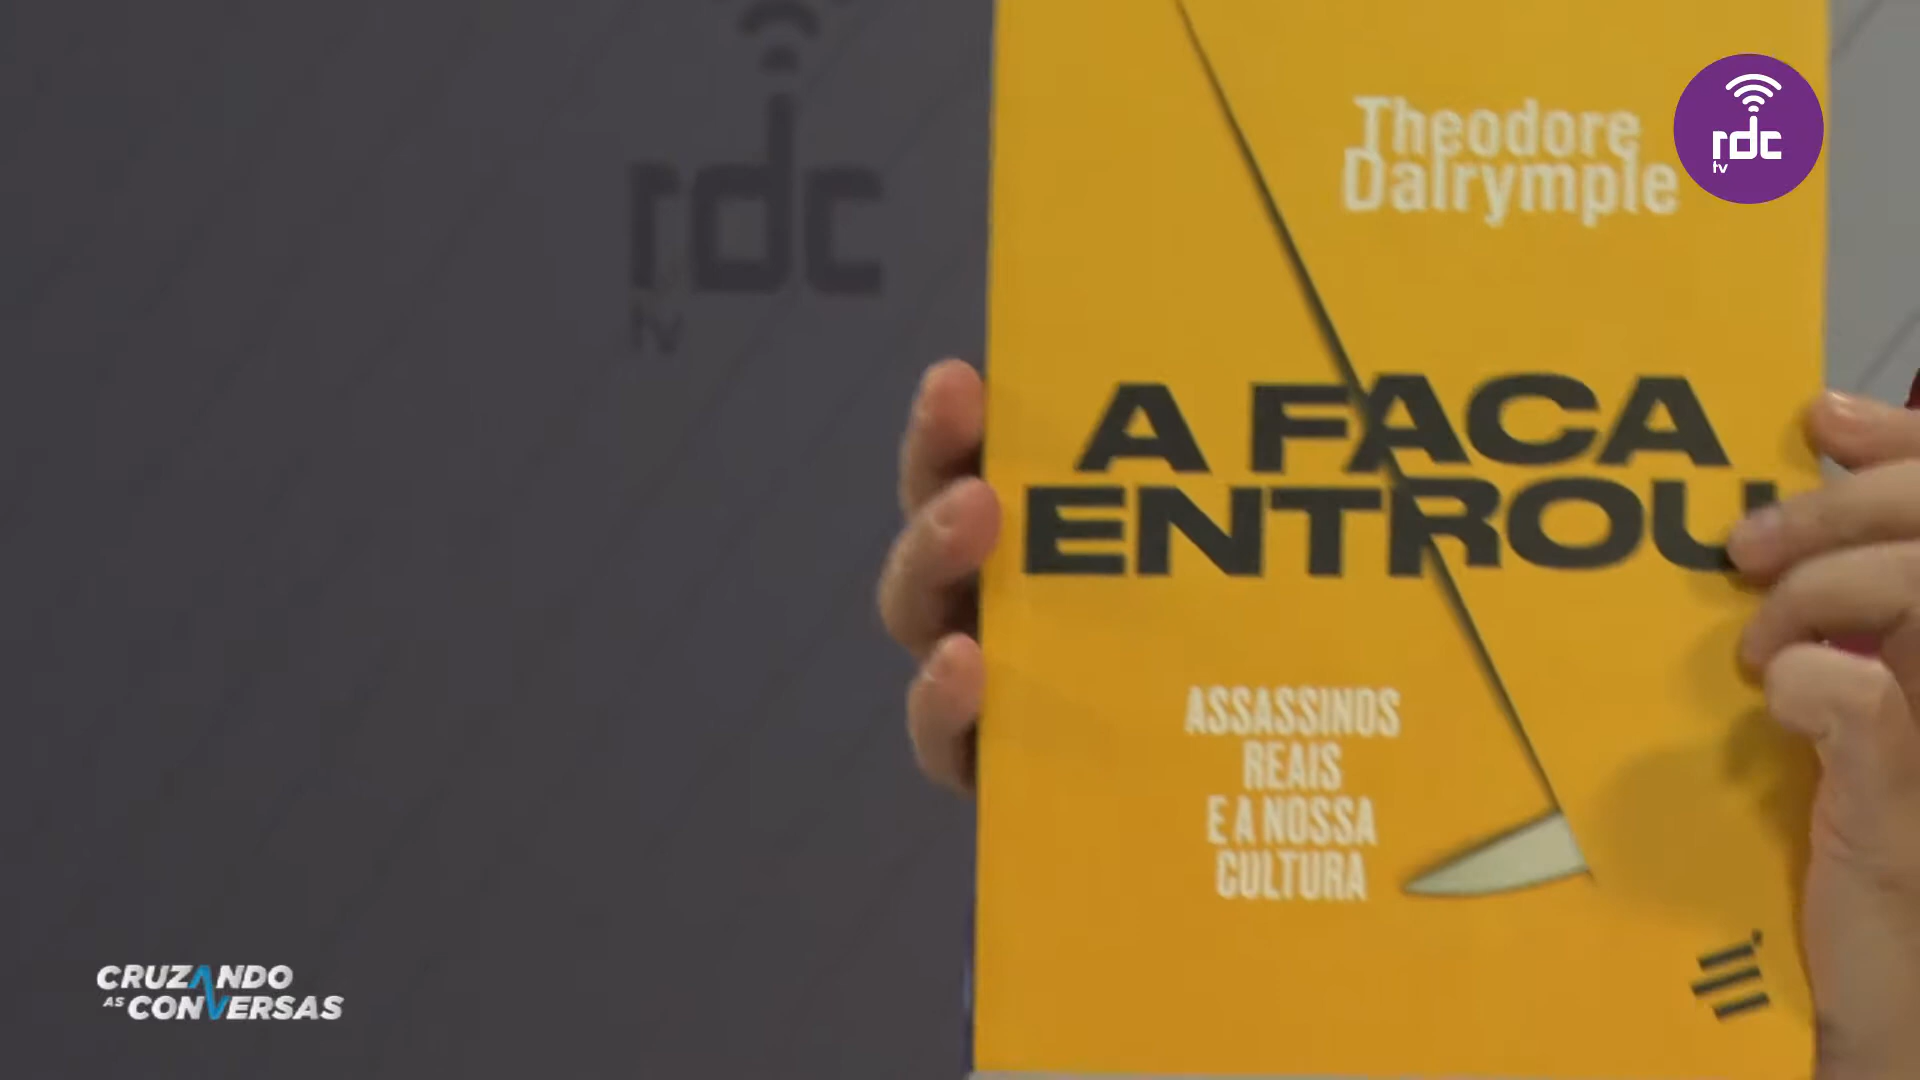 rdc
tv
Theodore
Dalrymple
rdc
tv
A FACA
ENTROU
ASSASSINOS
REAIS
E A NOSSA
CULTURA
CRUZANDO
AS CONVERSAS